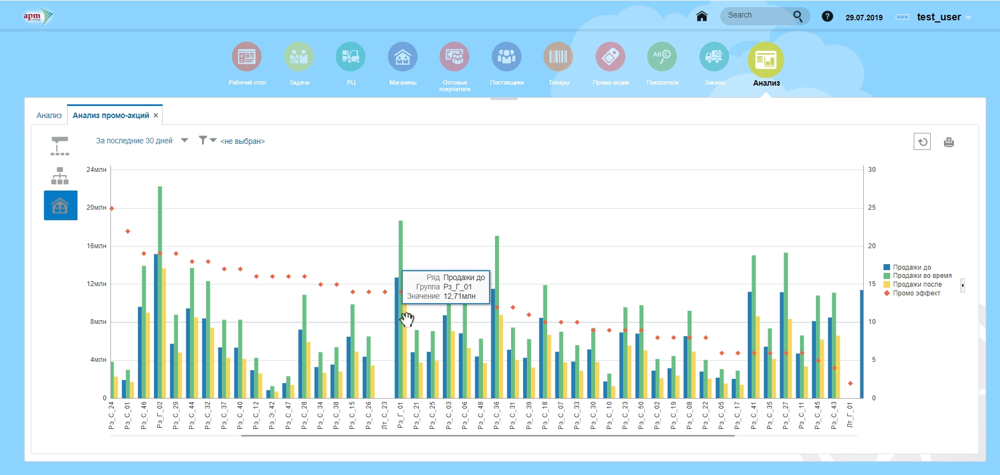 apm
technology
Search
?
29.07.2019
test_user
Рабочий стол
Задачи
РЦ
Магазины
Оптовые
покупатели
Поставщики
Товары
Промо-акции
AB C
Показатели
Заказы
Анализ
Анализ
Анализ промо-акций ×
За последние 30 дней
<не выбран>
24млн
20млн
16млн
12млн
8млн
4млн
0
30
25
20
15
10
5
0
Ряд Продажи до
Группа Рз_Г_01
Значение 12,71млн
Продажи до
Продажи во время
Продажи после
Промо эффект
Рз_С_24
Рз_С_01
Рз_С_46
Рз_Г_02
Рз_С_29
Рз_С_44
Рз_С_32
Рз_С_37
Рз_С_40
Рз_С_12
Рз_Э_42
Рз_С_47
Рз_С_28
Рз_С_34
Рз_С_38
Рз_С_15
Рз_С_26
Лт_С_23
Рз_Г_01
Рз_С_21
Рз_С_25
Рз_С_03
Рз_С_06
Рз_С_48
Рз_С_36
Рз_С_31
Рз_С_39
Рз_С_18
Рз_С_07
Рз_С_33
Рз_С_30
Рз_С_10
Рз_С_23
Рз_С_50
Рз_С_02
Рз_С_19
Рз_С_08
Рз_С_22
Рз_С_05
Рз_С_17
Рз_С_41
Рз_С_35
Рз_С_27
Рз_С_11
Рз_С_45
Рз_С_43
Лт_Г_01